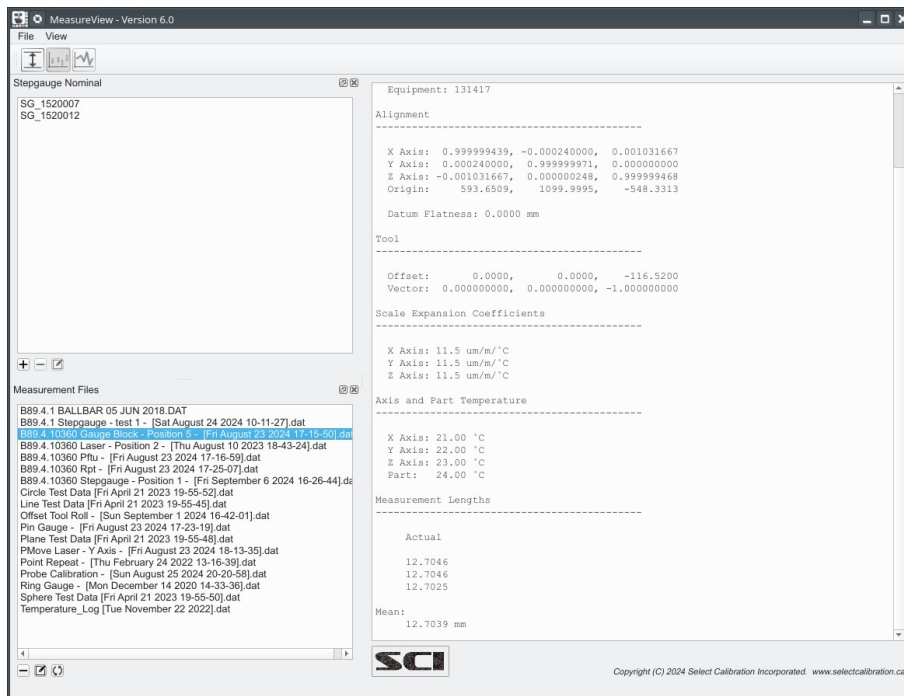 MeasureView - Version 6.0
File View
Stepgauge Nominal
SG_1520007
SG_1520012
Measurement Files
B89.4.1 BALLBAR 05 JUN 2018.DAT
B89.4.1 Stepgauge - test 1 - [Sat August 24 2024 10-11-27].dat
B89.4.10360 Gauge Block - Position 5 - [Fri August 23 2024 17-15-50].dat
B89.4.10360 Laser - Position 2 - [Thu August 10 2023 18-43-24].dat
B89.4.10360 Pftu - [Fri August 23 2024 17-16-59].dat
B89.4.10360 Rpt - [Fri August 23 2024 17-25-07].dat
B89.4.10360 Stepgauge - Position 1 - [Fri September 6 2024 16-26-44].da
Circle Test Data [Fri April 21 2023 19-55-52].dat
Line Test Data [Fri April 21 2023 19-55-45].dat
Offset Tool Roll - [Sun September 1 2024 16-42-01].dat
Pin Gauge - [Fri August 23 2024 17-23-19].dat
Plane Test Data [Fri April 21 2023 19-55-48].dat
PMove Laser - Y Axis - [Fri August 23 2024 18-13-35].dat
Point Repeat - [Thu February 24 2022 13-16-39].dat
Probe Calibration - [Sun August 25 2024 20-20-58].dat
Ring Gauge - [Mon December 14 2020 14-33-36].dat
Sphere Test Data [Fri April 21 2023 19-55-50].dat
Temperature_Log [Tue November 22 2022].dat
Equipment: 131417
Alignment
---------------------------------------------
X Axis: 0.999999439, -0.000240000, 0.001031667
Y Axis: 0.000240000, 0.999999971, 0.000000000
Z Axis: -0.001031667, 0.000000248, 0.999999468
Origin: 593.6509, 1099.9995, -548.3313
Datum Flatness: 0.0000 mm
Tool
---------------------------------------------
Offset: 0.0000, 0.0000, -116.5200
Vector: 0.000000000, 0.000000000, -1.000000000
Scale Expansion Coefficients
---------------------------------------------
X Axis: 11.5 um/m/˚C
Y Axis: 11.5 um/m/˚C
Z Axis: 11.5 um/m/˚C
Axis and Part Temperature
---------------------------------------------
X Axis: 21.00 ˚C
Y Axis: 22.00 ˚C
Z Axis: 23.00 ˚C
Part: 24.00 ˚C
Measurement Lengths
---------------------------------------------
Actual
12.7046
12.7046
12.7025
Mean:
12.7039 mm
SCI
Copyright (C) 2024 Select Calibration Incorporated. www.selectcalibration.ca